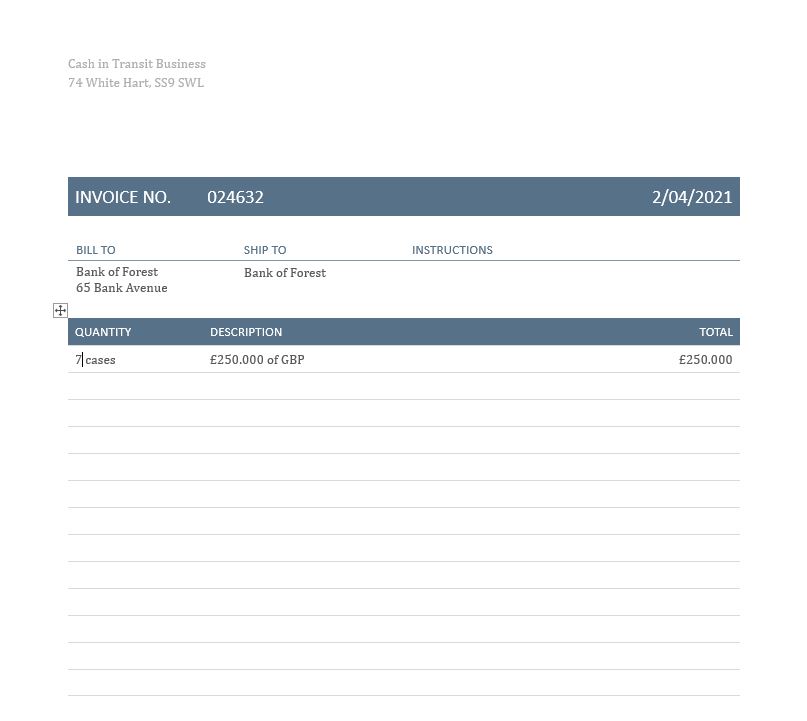 Cash in Transit Business
74 White Hart, SS9 SWL
INVOICE NO. 024632 2/04/2021
BILL TO SHIP TO INSTRUCTIONS
Bank of Forest Bank of Forest
65 Bank Avenue
QUANTITY DESCRIPTION TOTAL
7 cases £250.000 of GBP £250.000